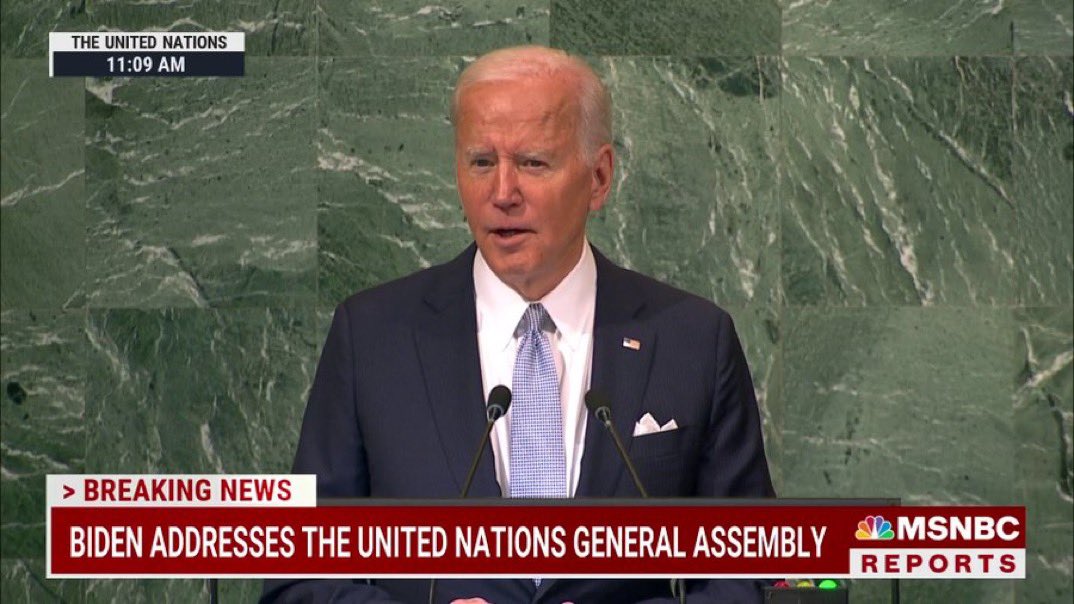 THE UNITED NATIONS
11:09 AM
> BREAKING NEWS
BIDEN ADDRESSES THE UNITED NATIONS GENERAL ASSEMBLY
MSNBC
REPORTS